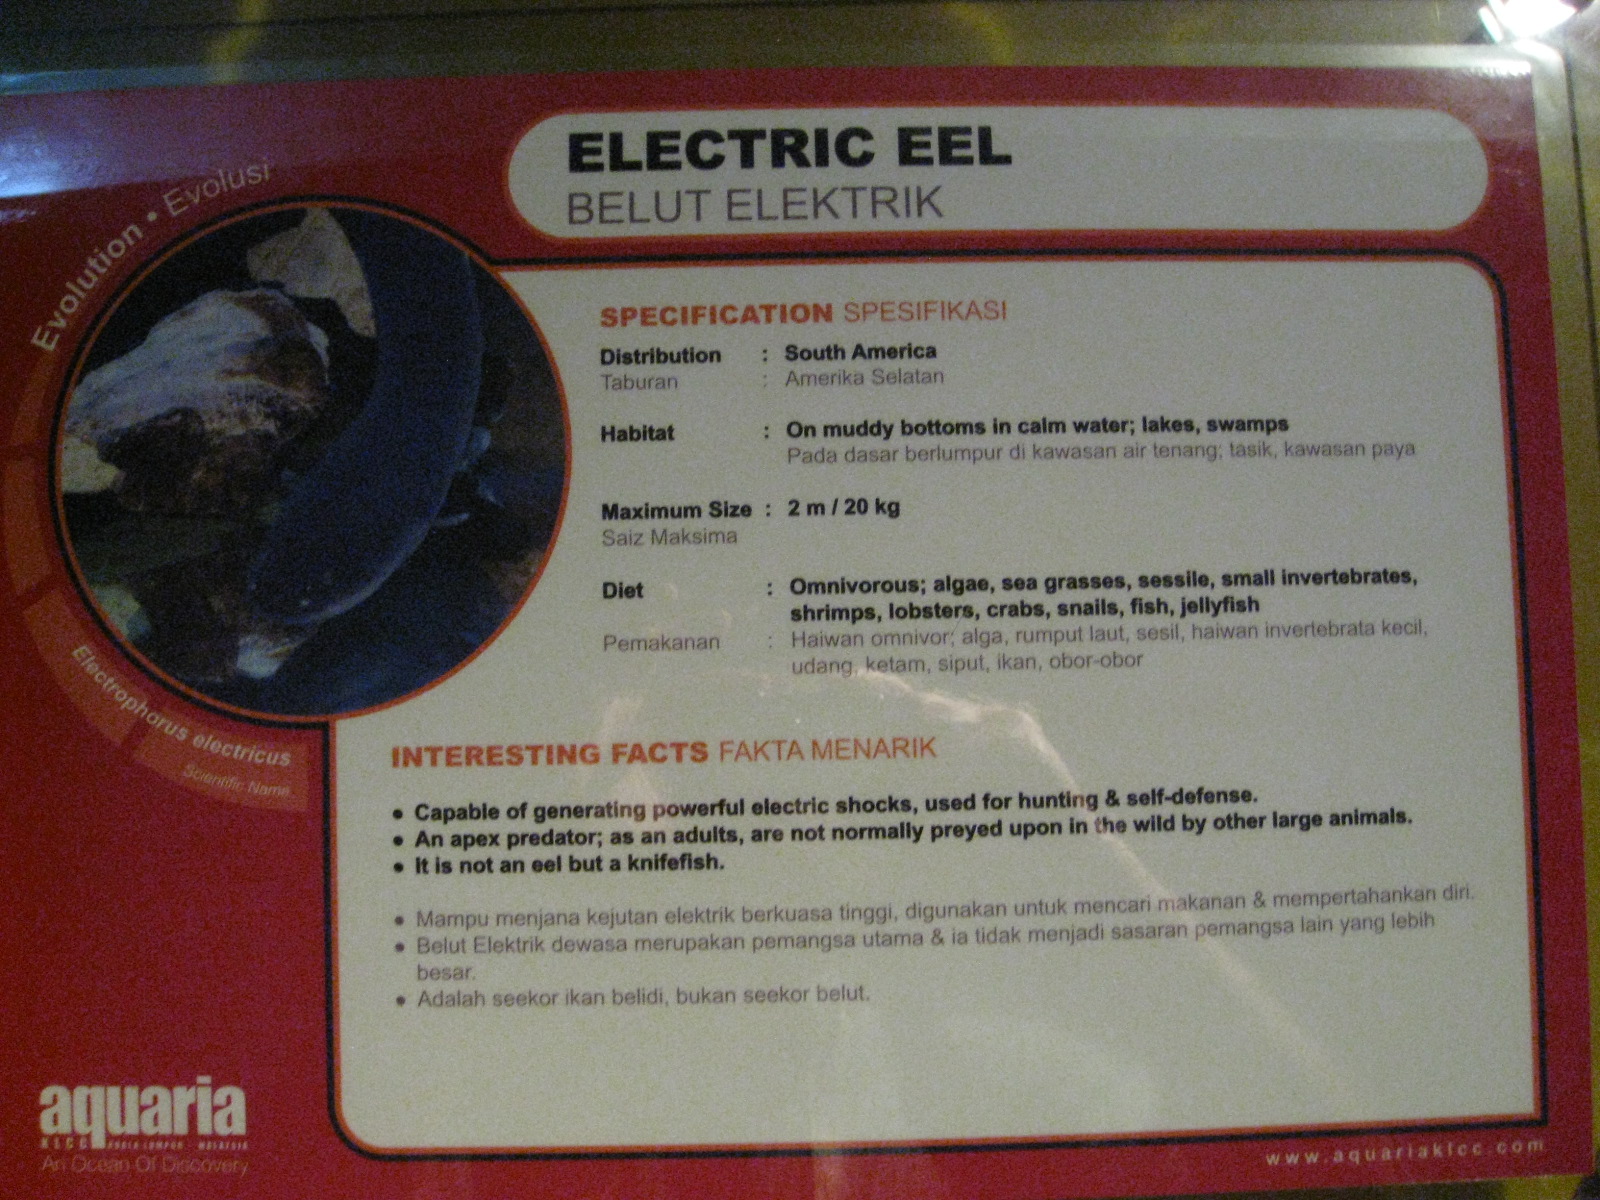 ELECTRIC EEL
BELUT ELEKTRIK
Evolution • Evolusi
SPECIFICATION SPESIFIKASI
Distribution : South America
Taburan : Amerika Selatan
Habitat : On muddy bottoms in calm water; lakes, swamps
Pada dasar berlumpur di kawasan air tenang; tasik, kawasan paya
Maximum Size : 2 m / 20 kg
Saiz Maksima
Diet : Omnivorous; algae, sea grasses, sessile, small invertebrates,
shrimps, lobsters, crabs, snails, fish, jellyfish
Pemakanan : Haiwan omnivor; alga, rumput laut, sesil, haiwan invertebrata kecil,
udang, ketam, siput, ikan, obor-obor
Electrophorus electricus
Scientific Name
INTERESTING FACTS FAKTA MENARIK
• Capable of generating powerful electric shocks, used for hunting & self-defense.
• An apex predator; as an adults, are not normally preyed upon in the wild by other large animals.
• It is not an eel but a knifefish.
• Mampu menjana kejutan elektrik berkuasa tinggi, digunakan untuk mencari makanan & mempertahankan diri.
• Belut Elektrik dewasa merupakan pemangsa utama & ia tidak menjadi sasaran pemangsa lain yang lebih
besar.
• Adalah seekor ikan belidi, bukan seekor belut.
aquaria
KLCC KUALA LUMPUR MALAYSIA
An Ocean Of Discovery
www.aquariaklcc.com